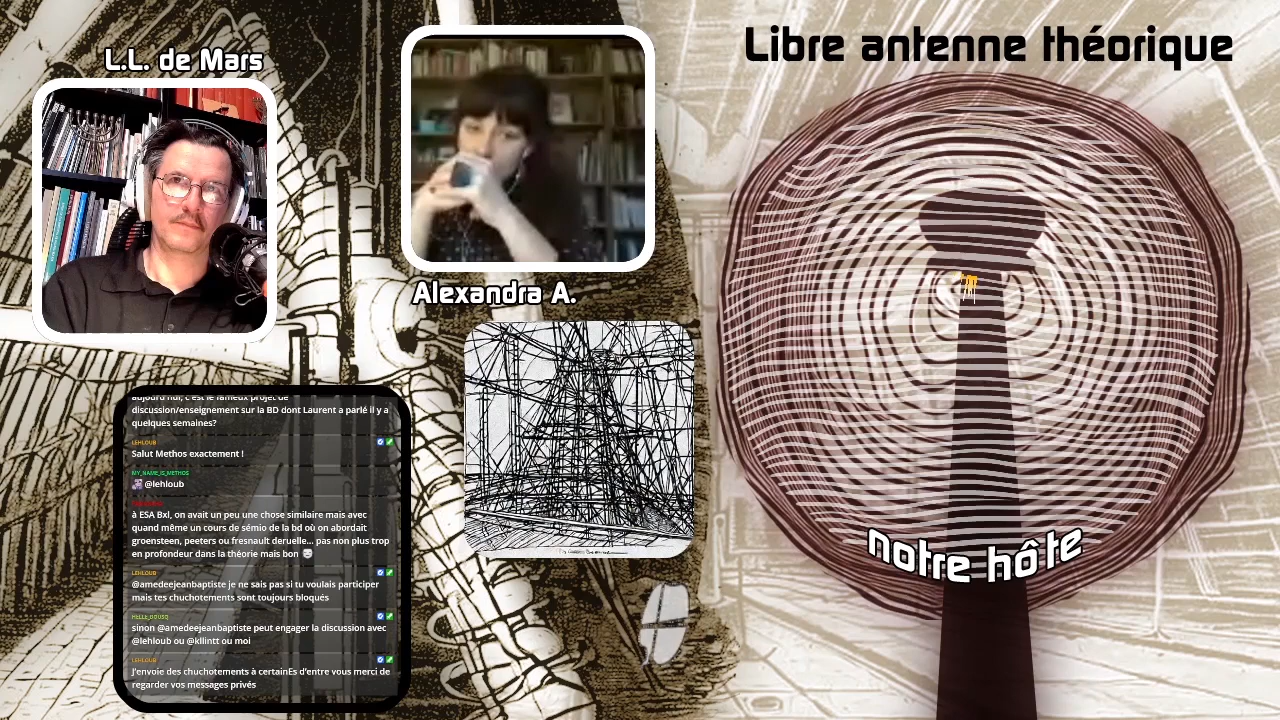 Libre antenne théorique
L.L. de Mars
Alexandra A.
aujourd'hui, c'est le fameux projet de
discussion/enseignement sur la BD dont Laurent a parlé il y a
quelques semaines?
LEHLOUB
Salut Methos exactement !
MY_NAME_IS_METHOS
@lehloub
à ESA Bxl, on avait un peu une chose similaire mais avec
quand même un cours de sémio de la bd où on abordait
groensteen, peeters ou fresnault deruelle... pas non plus trop
en profondeur dans la théorie mais bon
LEHLOUB
@amedeejeanbaptiste je ne sais pas si tu voulais participer
mais tes chuchotements sont toujours bloqués
HELLE_GOUSQ
sinon @amedeejeanbaptiste peut engager la discussion avec
@lehloub ou @kllintt ou moi
LEHLOUB
J'envoie des chuchotements à certainEs d'entre vous merci de
regarder vos messages privés
notre hôte